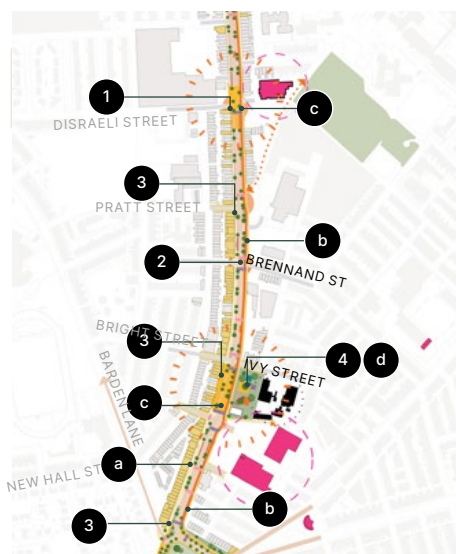 1
c
DISRAELI STREET
3
PRATT STREET
b
2
BRENNAND ST
BRIGHT STREET
3
4
d
IVY STREET
BARDEN LANE
c
a
NEW HALL ST
b
3